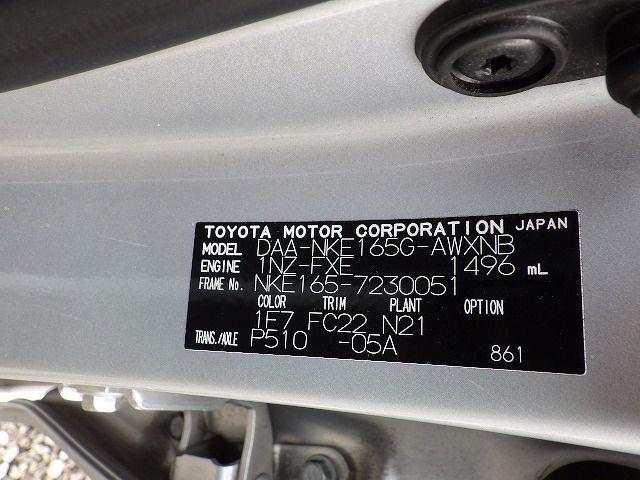 TOYOTA MOTOR CORPORATION JAPAN
MODEL DAA-NKE165G-AWXNB
ENGINE 1NZ-FXE 1496 mL
FRAME No. NKE165-7230051
COLOR TRIM PLANT OPTION
1F7 FC22 N21
TRANS./AXLE P510 -05A
861